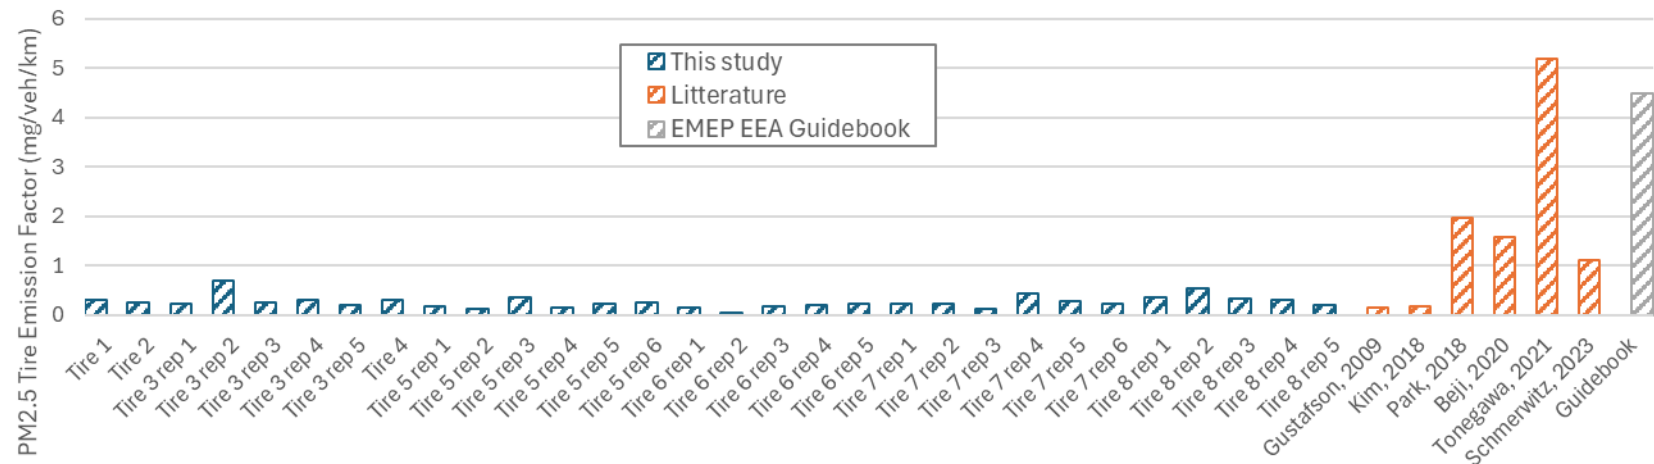 PM2.5 Tire Emission Factor (mg/veh/km)
6
5
4
3
2
1
0
This study
Litterature
EMEP EEA Guidebook
Tire 1
Tire 2
Tire 3 rep 1
Tire 3 rep 2
Tire 3 rep 3
Tire 3 rep 4
Tire 3 rep 5
Tire 4
Tire 5 rep 1
Tire 5 rep 2
Tire 5 rep 3
Tire 5 rep 4
Tire 5 rep 5
Tire 5 rep 6
Tire 6 rep 1
Tire 6 rep 2
Tire 6 rep 3
Tire 6 rep 4
Tire 6 rep 5
Tire 7 rep 1
Tire 7 rep 2
Tire 7 rep 3
Tire 7 rep 4
Tire 7 rep 5
Tire 7 rep 6
Tire 8 rep 1
Tire 8 rep 2
Tire 8 rep 3
Tire 8 rep 4
Tire 8 rep 5
Gustafson, 2009
Kim, 2018
Park, 2018
Beji, 2020
Tonegawa, 2021
Schmerwitz, 2023
Guidebook